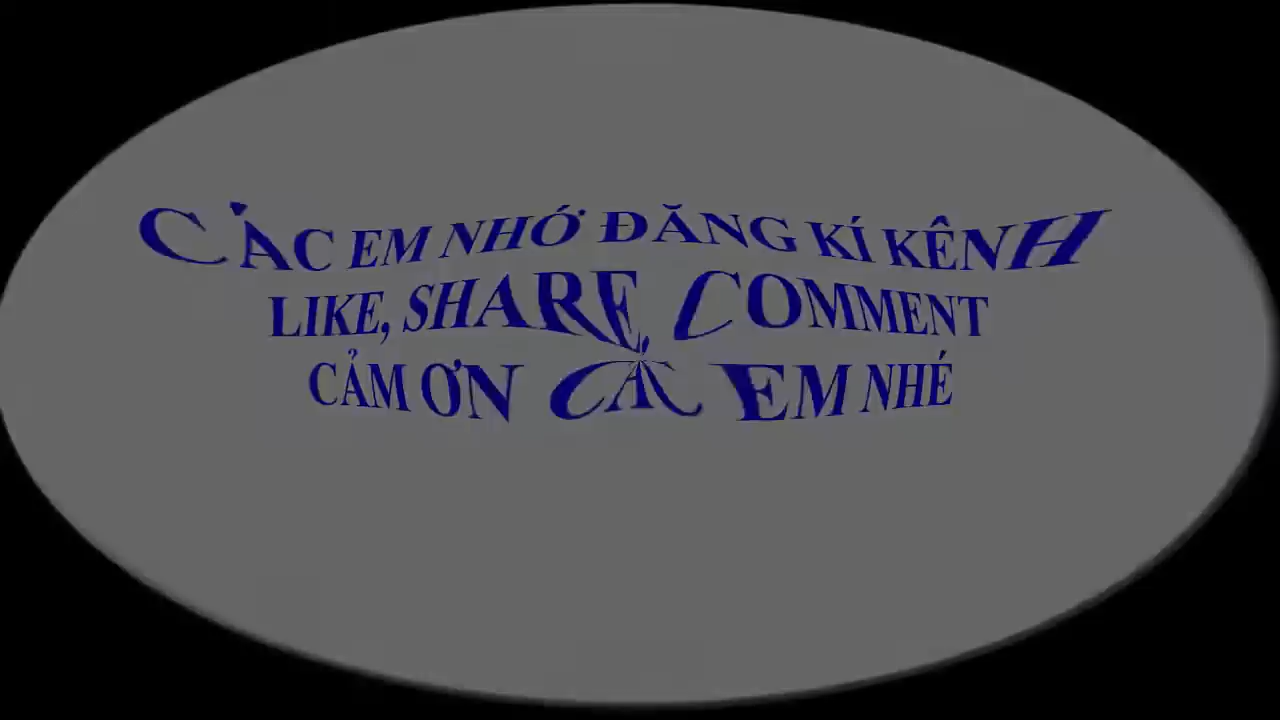 CÁC EM NHỚ ĐĂNG KÍ KÊNH
LIKE, SHARE, COMMENT
CẢM ƠN CÁC EM NHÉ